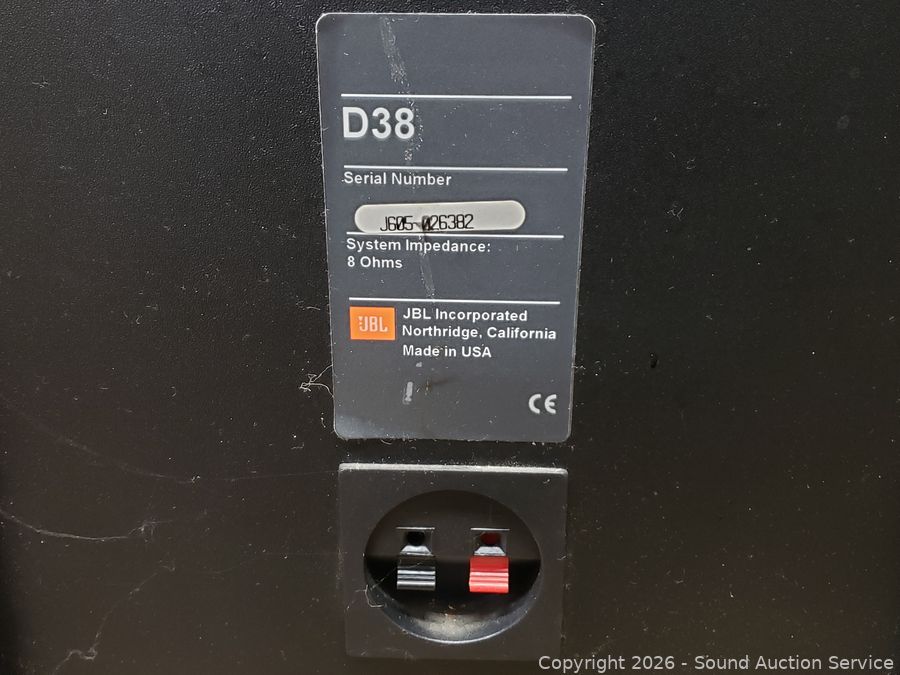 D38
Serial Number
J605-026382
System Impedance:
8 Ohms
JBL
JBL Incorporated
Northridge, California
Made in USA
CE
Copyright 2026 - Sound Auction Service